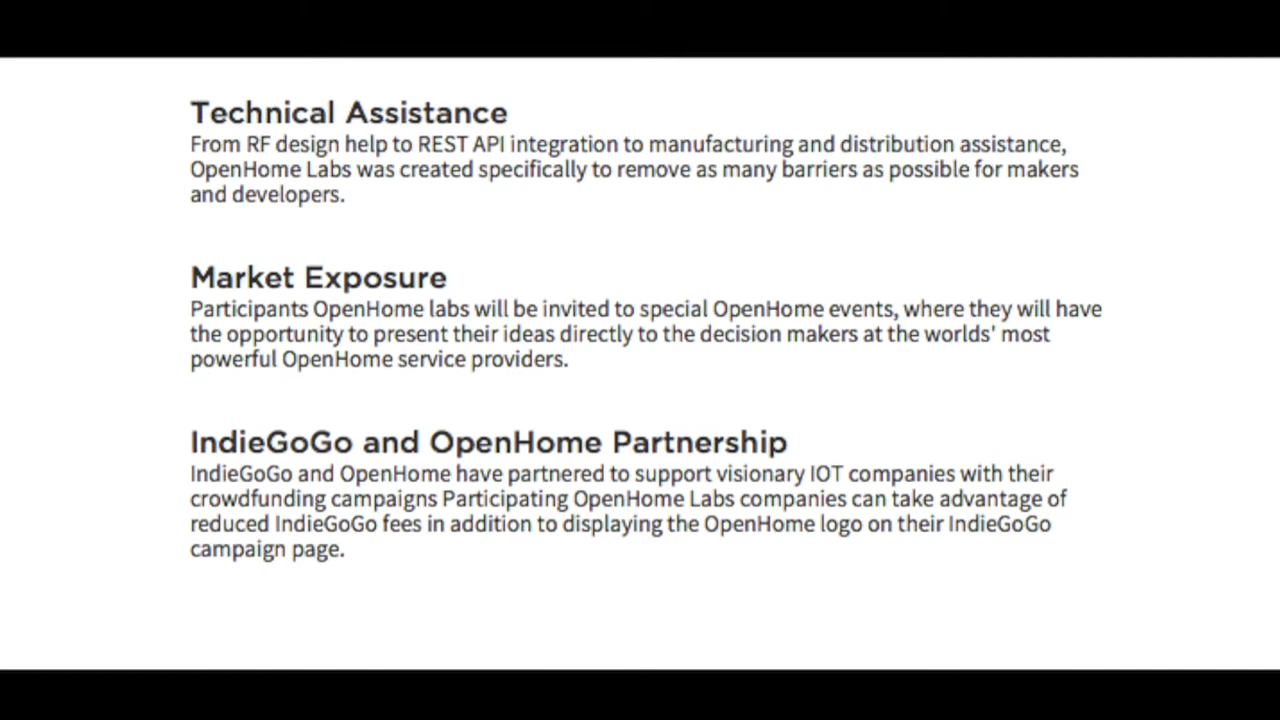 Technical Assistance
From RF design help to REST API integration to manufacturing and distribution assistance,
OpenHome Labs was created specifically to remove as many barriers as possible for makers
and developers.
Market Exposure
Participants OpenHome labs will be invited to special OpenHome events, where they will have
the opportunity to present their ideas directly to the decision makers at the worlds' most
powerful OpenHome service providers.
IndieGoGo and OpenHome Partnership
IndieGoGo and OpenHome have partnered to support visionary IOT companies with their
crowdfunding campaigns Participating OpenHome Labs companies can take advantage of
reduced IndieGoGo fees in addition to displaying the OpenHome logo on their IndieGoGo
campaign page.